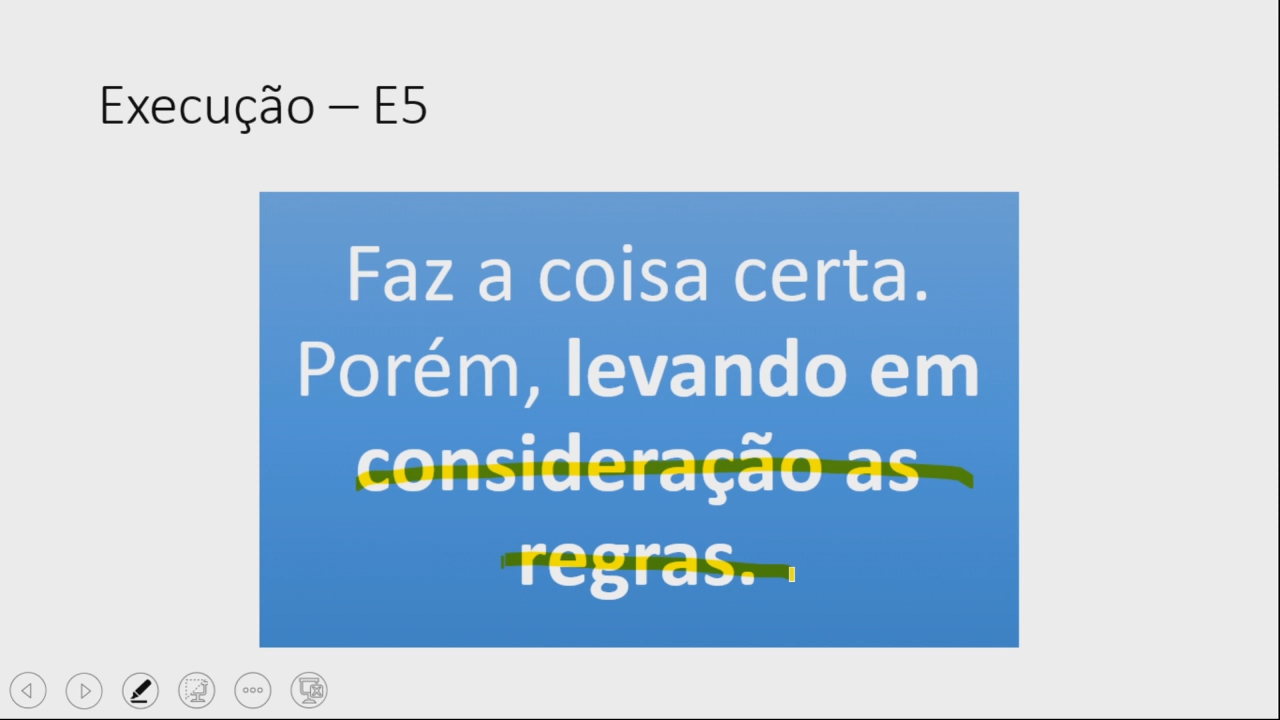 Execução – E5
Faz a coisa certa.
Porém, levando em
consideração as
regras.